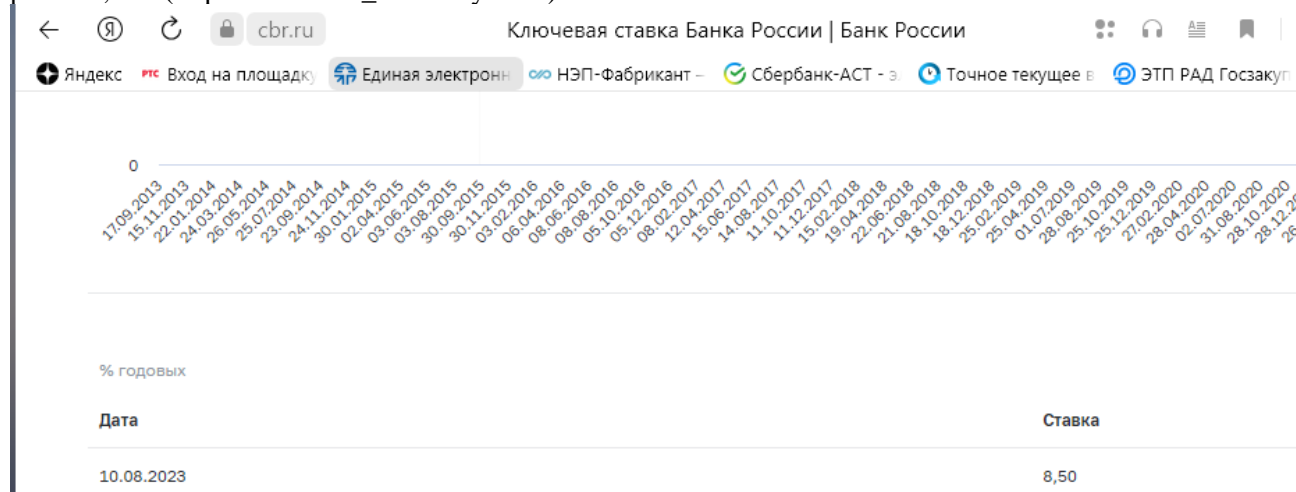 cbr.ru Ключевая ставка Банка России | Банк России
Яндекс РТС Вход на площадку Единая электронн НЭП-Фабрикант – Сбербанк-АСТ - э. Точное текущее в ЭТП РАД Госзакуп
0
17.09.2013 15.11.2013 22.01.2014 24.03.2014 26.05.2014 25.07.2014 23.09.2014 24.11.2014 30.01.2015 02.04.2015 03.06.2015 03.08.2015 30.09.2015 30.11.2015 03.02.2016 06.04.2016 08.06.2016 08.08.2016 05.10.2016 05.12.2016 08.02.2017 12.04.2017 15.06.2017 14.08.2017 11.10.2017 11.12.2017 15.02.2018 19.04.2018 22.06.2018 21.08.2018 18.10.2018 18.12.2018 25.02.2019 25.04.2019 01.07.2019 28.08.2019 25.10.2019 25.12.2019 27.02.2020 28.04.2020 02.07.2020 31.08.2020 28.10.2020 28.12.2
% годовых
Дата Ставка
10.08.2023 8,50